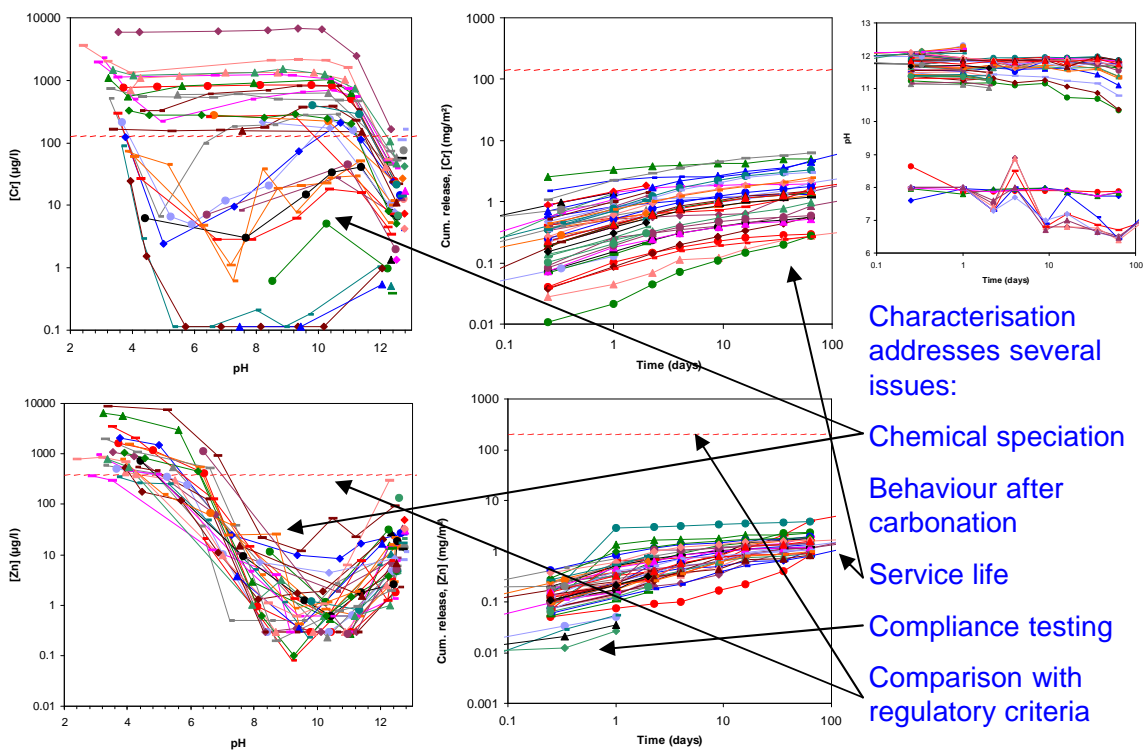 10000
1000
100
10
1
0.1
[Cr] (µg/l)
2 4 6 8 10 12
pH
1000
100
10
1
0.1
0.01
Cum. release, [Cr] (mg/m²)
0.1 1 10 100
Time (days)
13
12
11
10
9
8
7
6
pH
0.1 1 10 100
Time (days)
10000
1000
100
10
1
0.1
0.01
[Zn] (µg/l)
2 4 6 8 10 12
pH
1000
100
10
1
0.1
0.01
0.001
Cum. release, [Zn] (mg/m²)
0.1 1 10 100
Time (days)
Characterisation
addresses several
issues:
Chemical speciation
Behaviour after
carbonation
Service life
Compliance testing
Comparison with
regulatory criteria